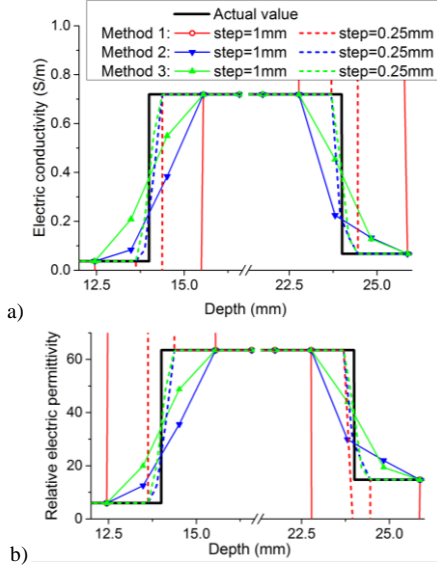 Actual value
Method 1: step=1mm step=0.25mm
Method 2: step=1mm step=0.25mm
Method 3: step=1mm step=0.25mm
Electric conductivity (S/m)
1.0
0.8
0.6
0.4
0.2
0.0
12.5 15.0 22.5 25.0
Depth (mm)
a)
Relative electric permittivity
60
40
20
0
12.5 15.0 22.5 25.0
Depth (mm)
b)